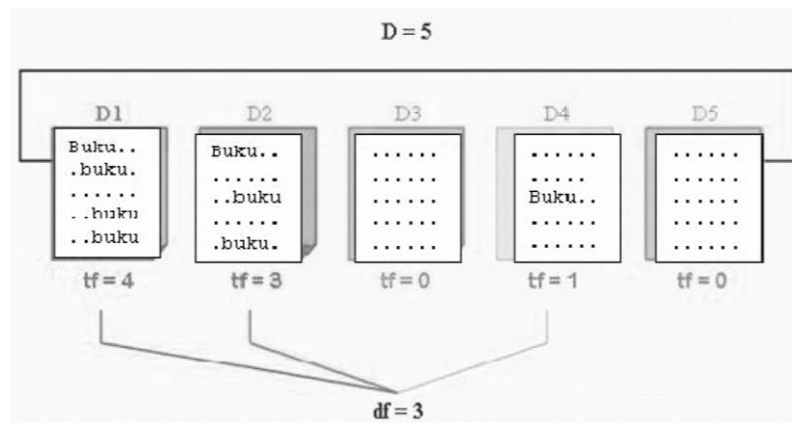 D = 5
D1 D2 D3 D4 D5
Buku..
.buku.
......
..buku
..buku
Buku..
......
..buku
......
.buku.
......
......
......
......
......
......
......
Buku..
......
......
......
......
......
......
......
tf = 4 tf = 3 tf = 0 tf = 1 tf = 0
df = 3